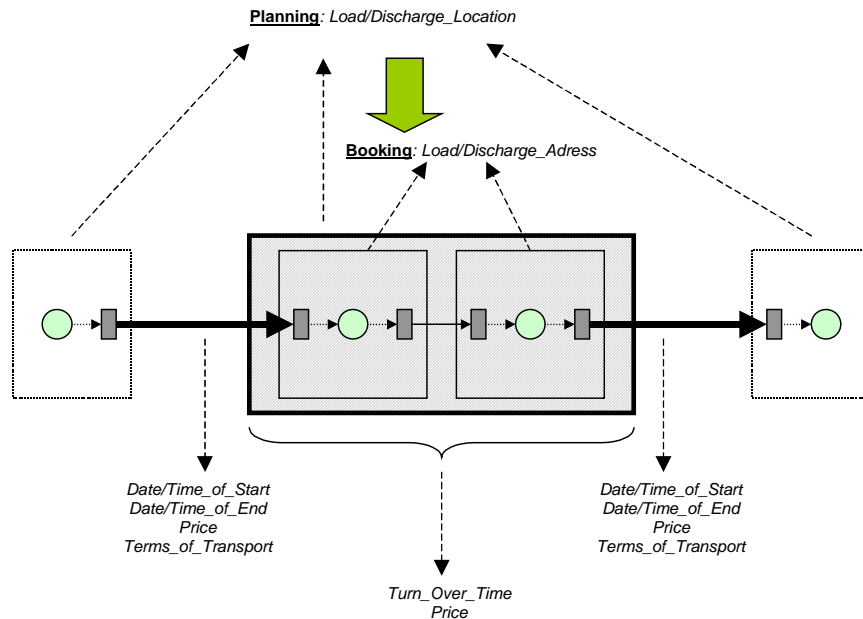 Planning: Load/Discharge_Location
Booking: Load/Discharge_Adress
Date/Time_of_Start
Date/Time_of_End
Price
Terms_of_Transport
Date/Time_of_Start
Date/Time_of_End
Price
Terms_of_Transport
Turn_Over_Time
Price